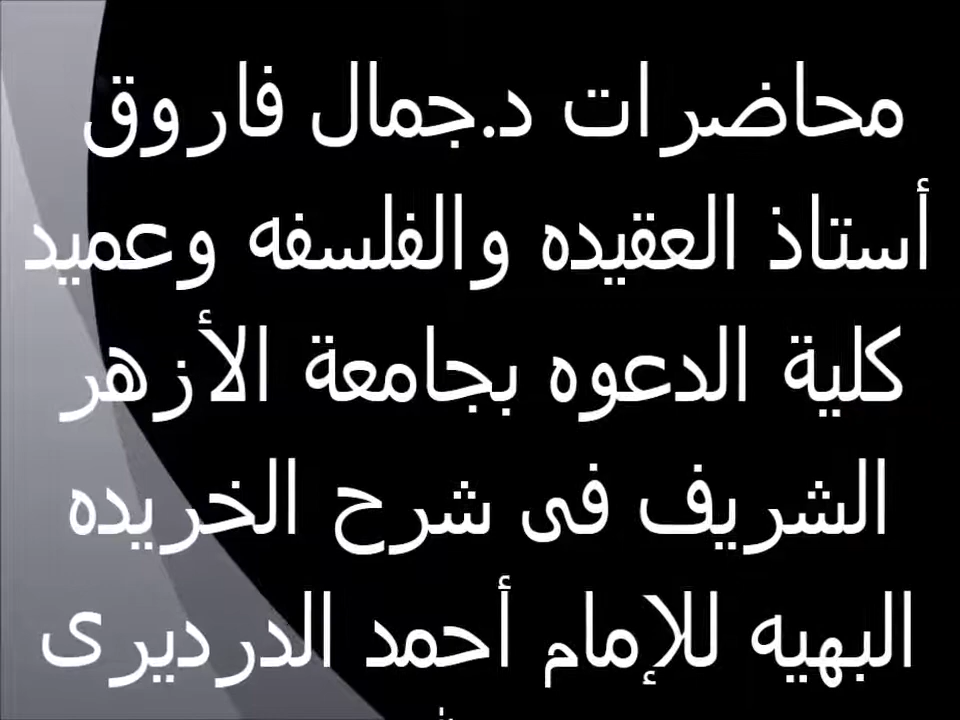 محاضرات د.جمال فاروق
أستاذ العقيده والفلسفه وعميد
كلية الدعوه بجامعة الأزهر
الشريف فى شرح الخريده
البهيه للإمام أحمد الدرديرى